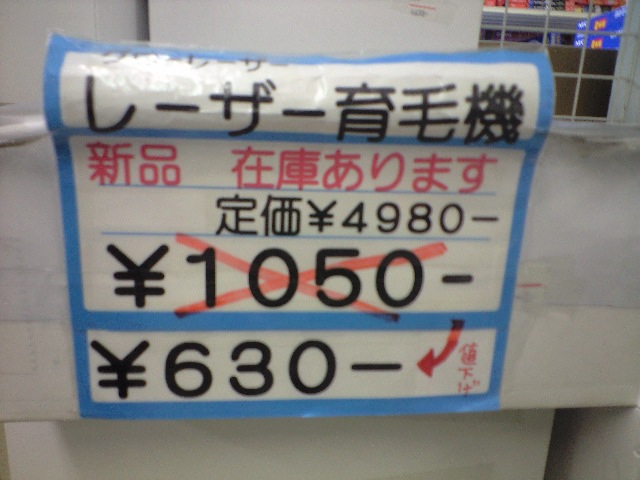 レーザー育毛機
新品 在庫あります
定価¥4980-
¥1050-
¥630-
値下げ